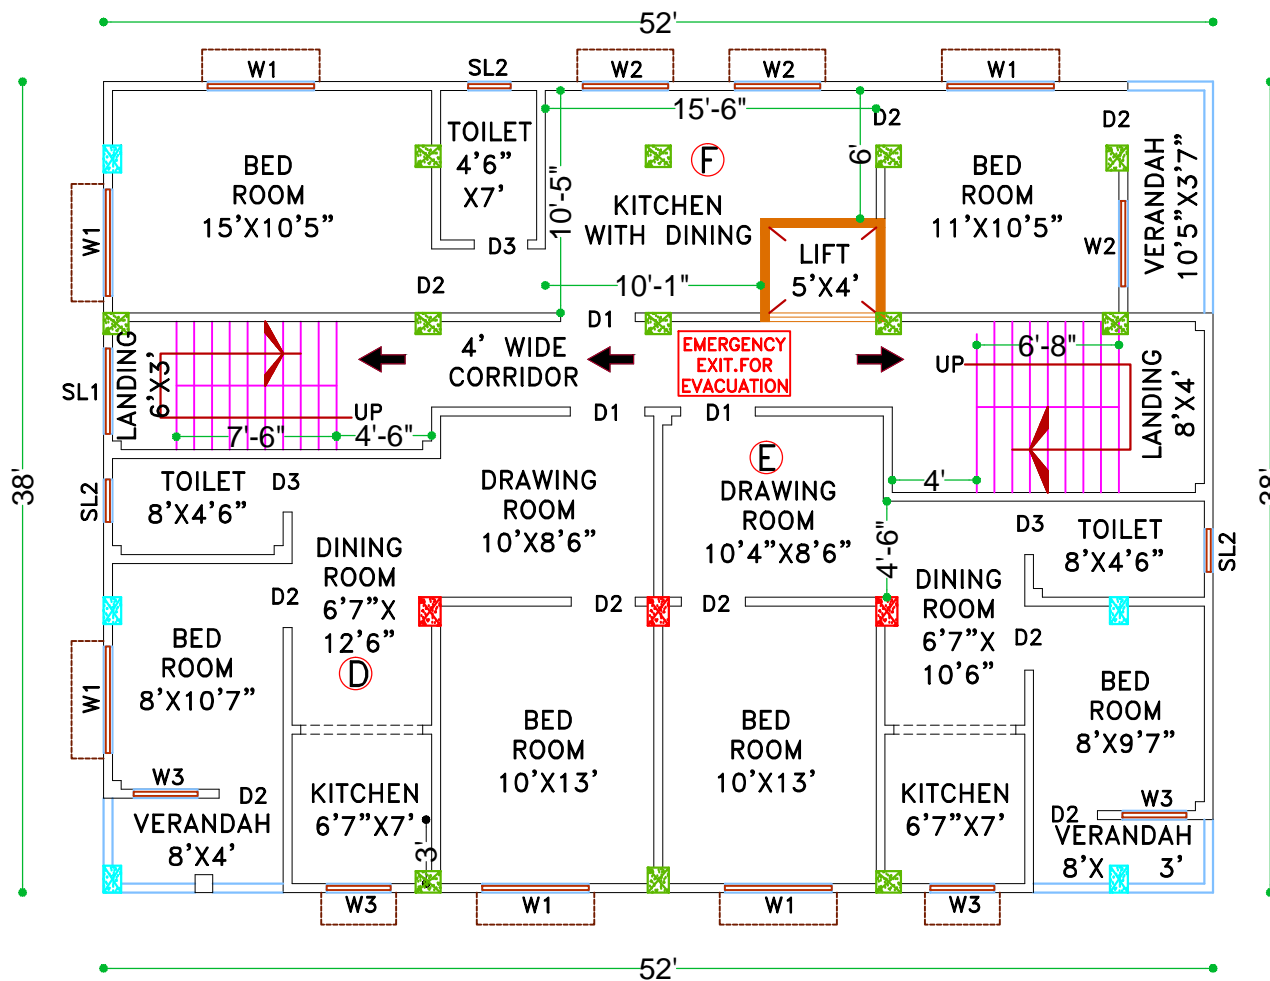 52'
W1
SL2
W2
W2
W1
15'-6"
D2
D2
TOILET
4'6”
X7'
F
6'
BED
ROOM
15'X10'5”
10'-5"
KITCHEN
WITH DINING
BED
ROOM
11'X10'5”
VERANDAH
10'5”X3'7”
W1
D3
W2
LIFT
5'X4'
D2
10'-1"
D1
LANDING
6'X3'
4' WIDE
CORRIDOR
EMERGENCY
EXIT.FOR
EVACUATION
6'-8"
UP
LANDING
8'X4'
SL1
UP
D1
D1
7'-6"
4'-6"
E
38'
38'
TOILET
8'X4'6”
D3
SL2
DRAWING
ROOM
10'X8'6”
DRAWING
ROOM
10'4”X8'6”
4'
4'-6"
D3
TOILET
8'X4'6”
SL2
DINING
ROOM
6'7”X
12'6”
D
D2
D2
D2
DINING
ROOM
6'7”X
10'6”
D2
BED
ROOM
8'X10'7”
W1
BED
ROOM
8'X9'7”
BED
ROOM
10'X13'
BED
ROOM
10'X13'
W3
D2
VERANDAH
8'X4'
KITCHEN
6'7”X7'
3'
KITCHEN
6'7”X7'
W3
D2
VERANDAH
8'X 3'
W3
W1
W1
W3
52'